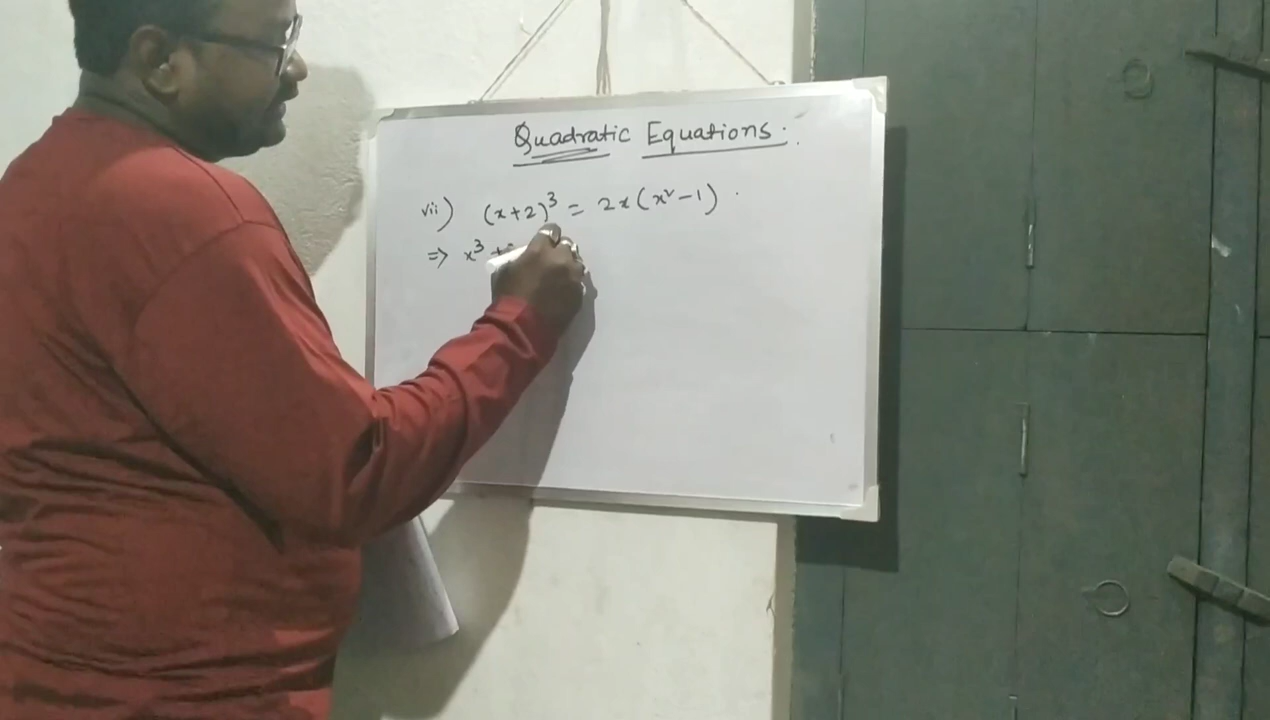 Quadratic Equations :
vii) (x+2)³ = 2x(x²-1) .
=> x³ +